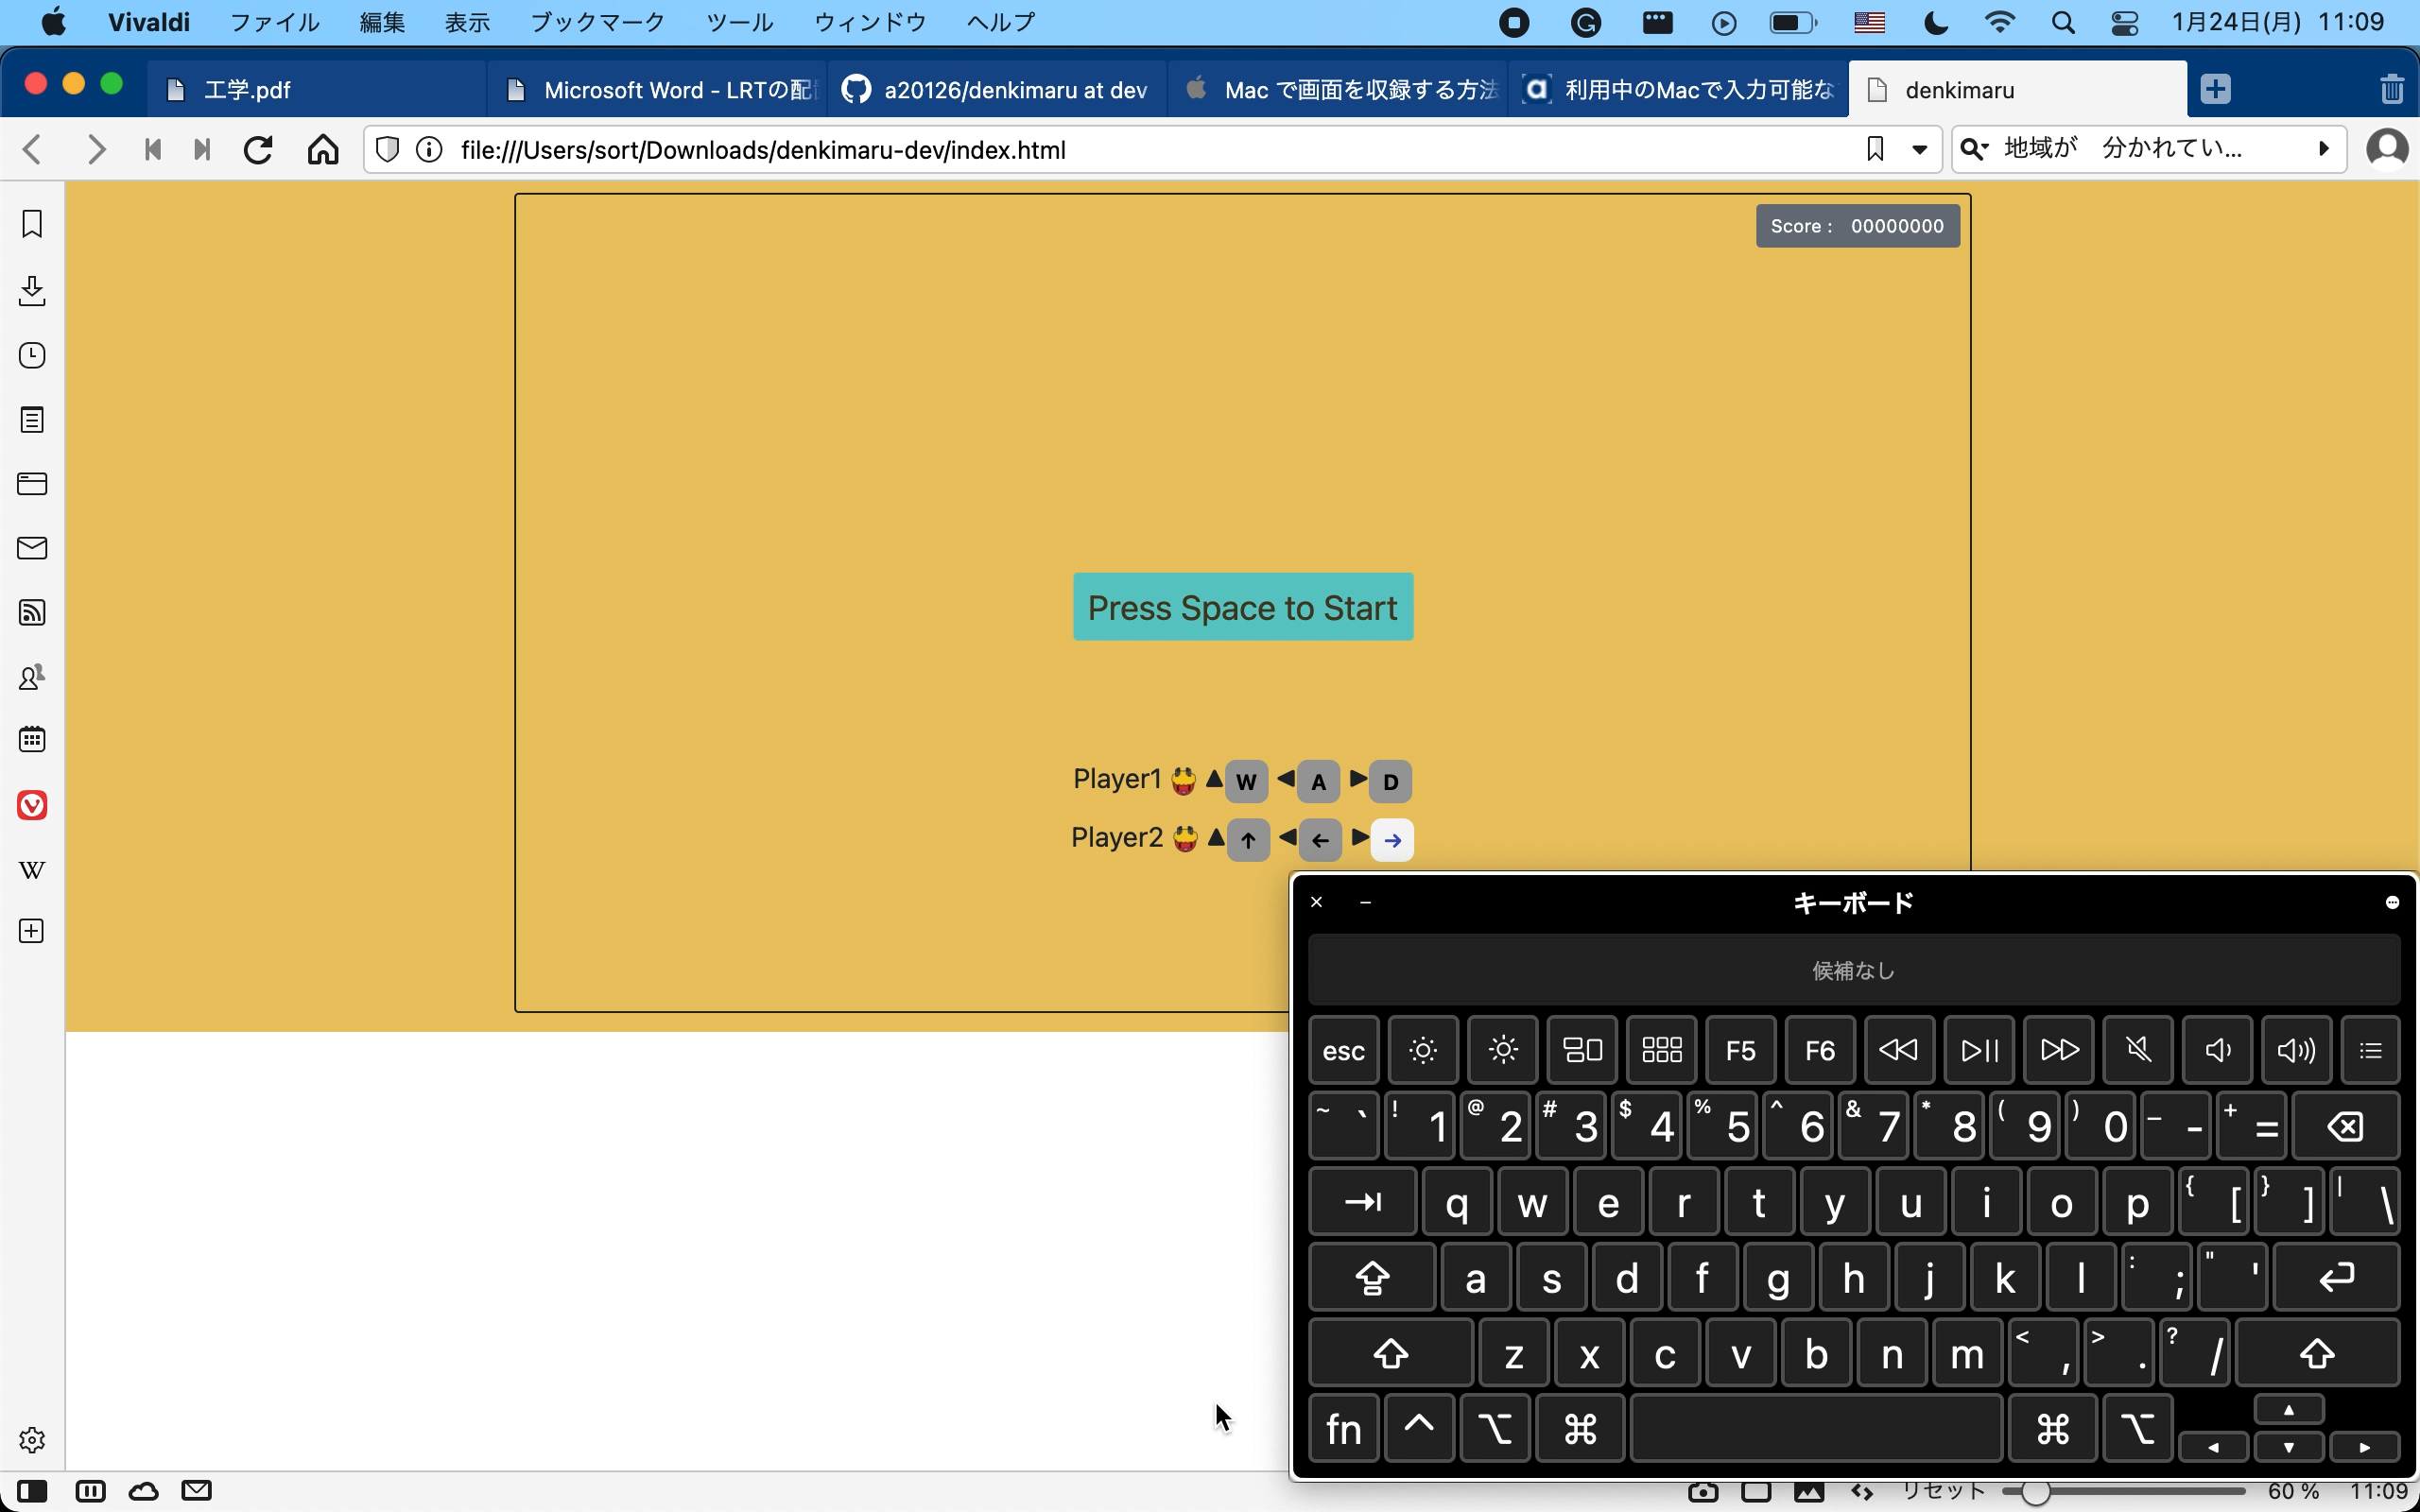 Vivaldi ファイル 編集 表示 ブックマーク ツール ウィンドウ ヘルプ 1月24日(月) 11:09
工学.pdf Microsoft Word - LRTの配 a20126/denkimaru at dev Mac で画面を収録する方法 利用中のMacで入力可能な denkimaru
file:///Users/sort/Downloads/denkimaru-dev/index.html 地域が 分かれてい...
Score : 00000000
Press Space to Start
Player1 ▲ W ◀ A ▶ D
Player2 ▲ ↑ ◀ ← ▶ →
W
× − キーボード
候補なし
esc F5 F6
~ ` ! 1 @ 2 # 3 $ 4 % 5 ^ 6 & 7 * 8 ( 9 ) 0 _ - + =
q w e r t y u i o p { [ } ] | \
a s d f g h j k l : ; " '
z x c v b n m < , > . ? /
fn ^ ⌥ ⌘ ⌘ ⌥ ▲ ◀ ▼ ▶
リセット 60 % 11:09